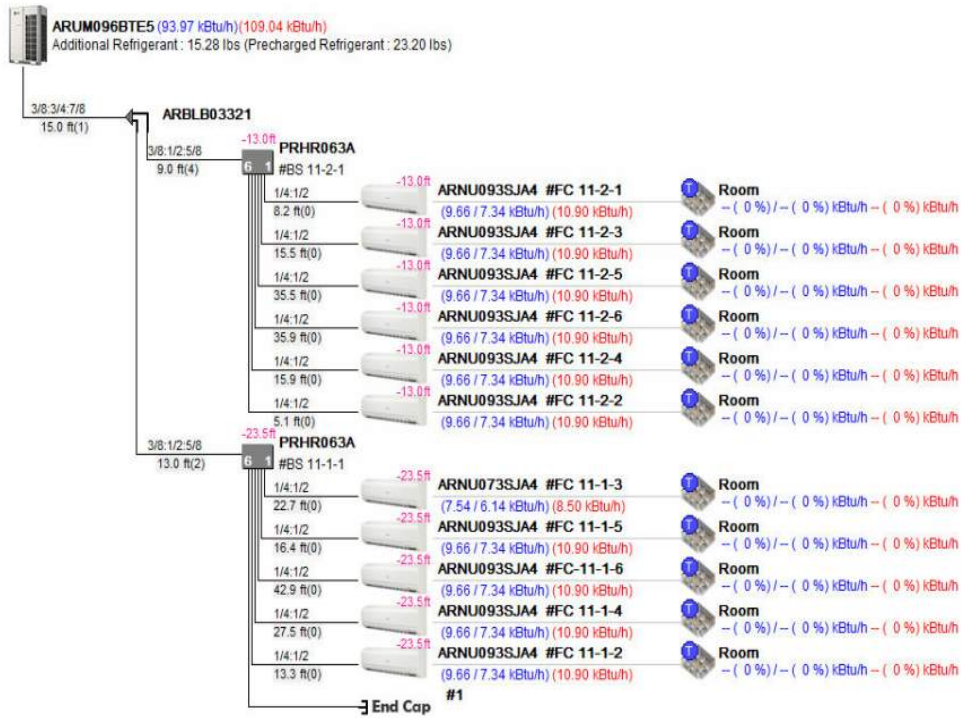 ARUM096BTE5 (93.97 kBtu/h)(109.04 kBtu/h)
Additional Refrigerant : 15.28 lbs (Precharged Refrigerant : 23.20 lbs)
3/8:3/4:7/8
15.0 ft(1)
ARBLB03321
3/8:1/2:5/8
9.0 ft(4)
-13.0ft
PRHR063A
6 1
#BS 11-2-1
1/4:1/2
8.2 ft(0)
-13.0ft
ARNU093SJA4 #FC 11-2-1
(9.66 / 7.34 kBtu/h) (10.90 kBtu/h)
T
Room
-- ( 0 %) / -- ( 0 %) kBtu/h -- ( 0 %) kBtu/h
1/4:1/2
15.5 ft(0)
-13.0ft
ARNU093SJA4 #FC 11-2-3
(9.66 / 7.34 kBtu/h) (10.90 kBtu/h)
T
Room
-- ( 0 %) / -- ( 0 %) kBtu/h -- ( 0 %) kBtu/h
1/4:1/2
35.5 ft(0)
-13.0ft
ARNU093SJA4 #FC 11-2-5
(9.66 / 7.34 kBtu/h) (10.90 kBtu/h)
T
Room
-- ( 0 %) / -- ( 0 %) kBtu/h -- ( 0 %) kBtu/h
1/4:1/2
35.9 ft(0)
-13.0ft
ARNU093SJA4 #FC 11-2-6
(9.66 / 7.34 kBtu/h) (10.90 kBtu/h)
T
Room
-- ( 0 %) / -- ( 0 %) kBtu/h -- ( 0 %) kBtu/h
1/4:1/2
15.9 ft(0)
-13.0ft
ARNU093SJA4 #FC 11-2-4
(9.66 / 7.34 kBtu/h) (10.90 kBtu/h)
T
Room
-- ( 0 %) / -- ( 0 %) kBtu/h -- ( 0 %) kBtu/h
1/4:1/2
5.1 ft(0)
-13.0ft
ARNU093SJA4 #FC 11-2-2
(9.66 / 7.34 kBtu/h) (10.90 kBtu/h)
T
Room
-- ( 0 %) / -- ( 0 %) kBtu/h -- ( 0 %) kBtu/h
3/8:1/2:5/8
13.0 ft(2)
-23.5ft
PRHR063A
6 1
#BS 11-1-1
1/4:1/2
22.7 ft(0)
-23.5ft
ARNU073SJA4 #FC 11-1-3
(7.54 / 6.14 kBtu/h) (8.50 kBtu/h)
T
Room
-- ( 0 %) / -- ( 0 %) kBtu/h -- ( 0 %) kBtu/h
1/4:1/2
16.4 ft(0)
-23.5ft
ARNU093SJA4 #FC 11-1-5
(9.66 / 7.34 kBtu/h) (10.90 kBtu/h)
T
Room
-- ( 0 %) / -- ( 0 %) kBtu/h -- ( 0 %) kBtu/h
1/4:1/2
42.9 ft(0)
-23.5ft
ARNU093SJA4 #FC-11-1-6
(9.66 / 7.34 kBtu/h) (10.90 kBtu/h)
T
Room
-- ( 0 %) / -- ( 0 %) kBtu/h -- ( 0 %) kBtu/h
1/4:1/2
27.5 ft(0)
-23.5ft
ARNU093SJA4 #FC 11-1-4
(9.66 / 7.34 kBtu/h) (10.90 kBtu/h)
T
Room
-- ( 0 %) / -- ( 0 %) kBtu/h -- ( 0 %) kBtu/h
1/4:1/2
13.3 ft(0)
-23.5ft
ARNU093SJA4 #FC 11-1-2
(9.66 / 7.34 kBtu/h) (10.90 kBtu/h)
T
Room
-- ( 0 %) / -- ( 0 %) kBtu/h -- ( 0 %) kBtu/h
#1
End Cap